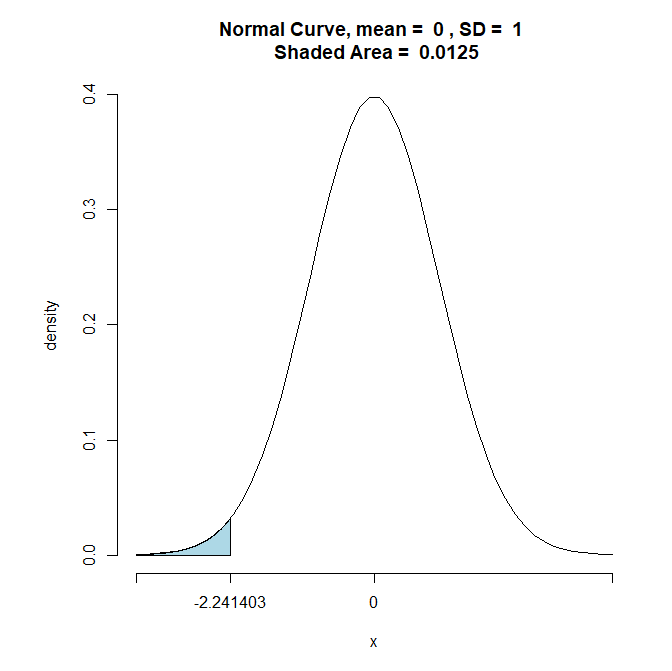 Normal Curve, mean =  0 , SD =  1
Shaded Area =  0.0125
0.4
0.3
0.2
0.1
0.0
density
-2.241403
0
x